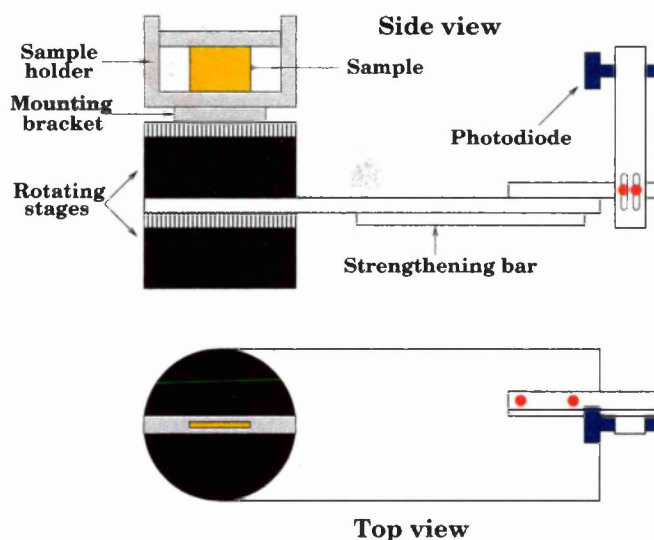 Side view
Sample
holder
Sample
Mounting
bracket
Photodiode
Rotating
stages
Strengthening bar
Top view